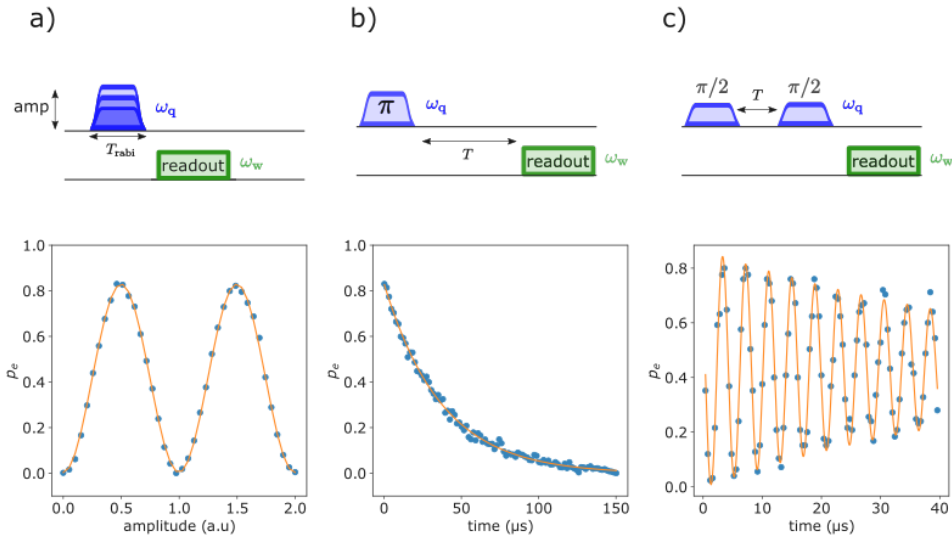 a)
amp
ω_q
T_rabi
readout
ω_w
b)
π
ω_q
T
readout
ω_w
c)
π/2
T
π/2
ω_q
readout
ω_w
1.0
0.8
0.6
0.4
0.2
0.0
p_e
0.0 0.5 1.0 1.5 2.0
amplitude (a.u)
1.0
0.8
0.6
0.4
0.2
0.0
p_e
0 50 100 150
time (μs)
0.8
0.6
0.4
0.2
0.0
p_e
0 10 20 30 40
time (μs)